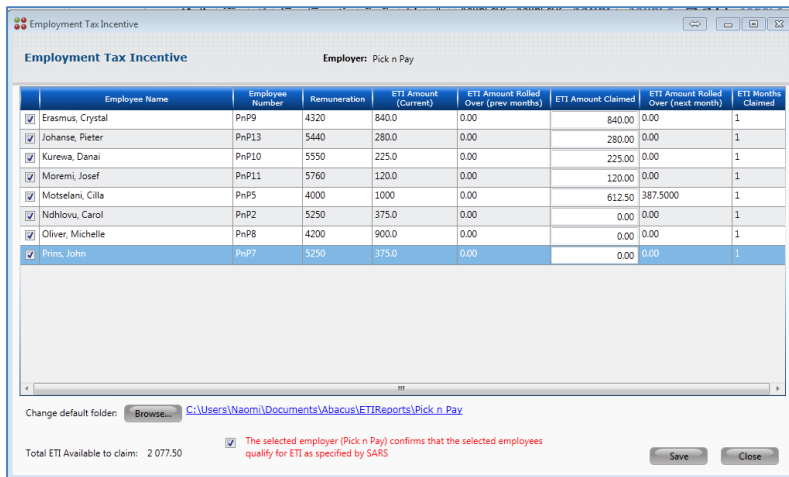 Employment Tax Incentive
Employment Tax Incentive Employer: Pick n Pay
Employee Name Employee Number Remuneration ETI Amount (Current) ETI Amount Rolled Over (prev months) ETI Amount Claimed ETI Amount Rolled Over (next month) ETI Months Claimed
Erasmus, Crystal PnP9 4320 840.0 0.00 840.00 0.00 1
Johanse, Pieter PnP13 5440 280.0 0.00 280.00 0.00 1
Kurewa, Danai PnP10 5550 225.0 0.00 225.00 0.00 1
Moremi, Josef PnP11 5760 120.0 0.00 120.00 0.00 1
Motselani, Cilla PnP5 4000 1000 0.00 612.50 387.5000 1
Ndhlovu, Carol PnP2 5250 375.0 0.00 0.00 0.00 1
Oliver, Michelle PnP8 4200 900.0 0.00 0.00 0.00 1
Prins, John PnP7 5250 375.0 0.00 0.00 0.00 1
Change default folder: Browse... C:\Users\Naomi\Documents\Abacus\ETIReports\Pick n Pay
The selected employer (Pick n Pay) confirms that the selected employees
qualify for ETI as specified by SARS
Total ETI Available to claim: 2 077.50
Save Close